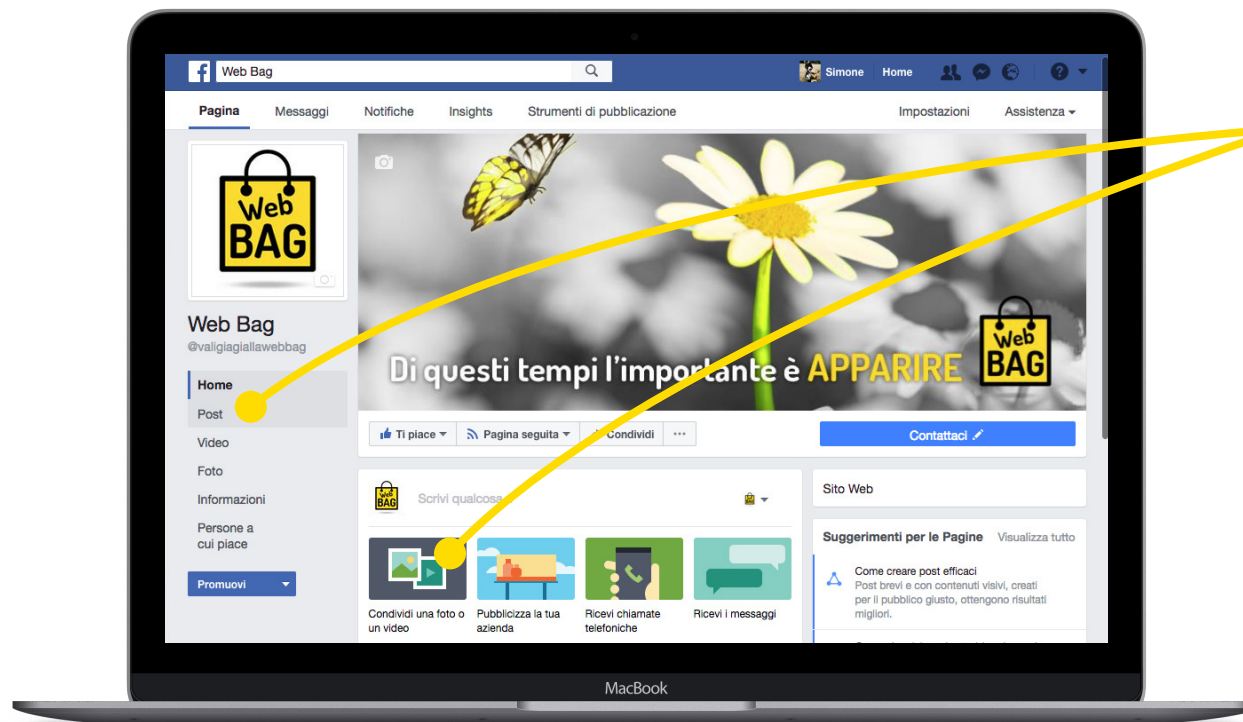 Web Bag
Simone Home
Pagina Messaggi Notifiche Insights Strumenti di pubblicazione Impostazioni Assistenza
Web
BAG
Web Bag
@valigiagiallawebbag
Home
Post
Video
Foto
Informazioni
Persone a
cui piace
Promuovi
Di questi tempi l'importante è APPARIRE
Web
BAG
Ti piace Pagina seguita Condividi ...
Contattaci
Web
BAG
Scrivi qualcosa
Condividi una foto o
un video
Pubblicizza la tua
azienda
Ricevi chiamate
telefoniche
Ricevi i messaggi
Sito Web
Suggerimenti per le Pagine Visualizza tutto
Come creare post efficaci
Post brevi e con contenuti visivi, creati
per il pubblico giusto, ottengono risultati
migliori.
MacBook